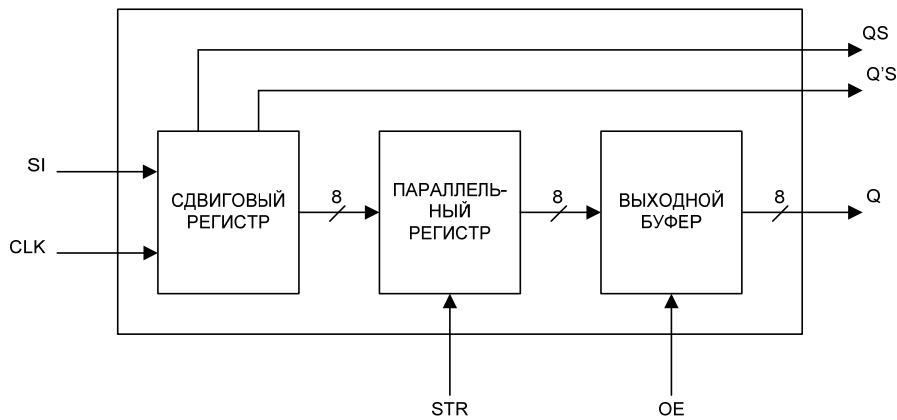 QS
Q'S
SI
CLK
СДВИГОВЫЙ
РЕГИСТР
8
ПАРАЛЛЕЛЬ-
НЫЙ
РЕГИСТР
8
ВЫХОДНОЙ
БУФЕР
8
Q
STR
OE